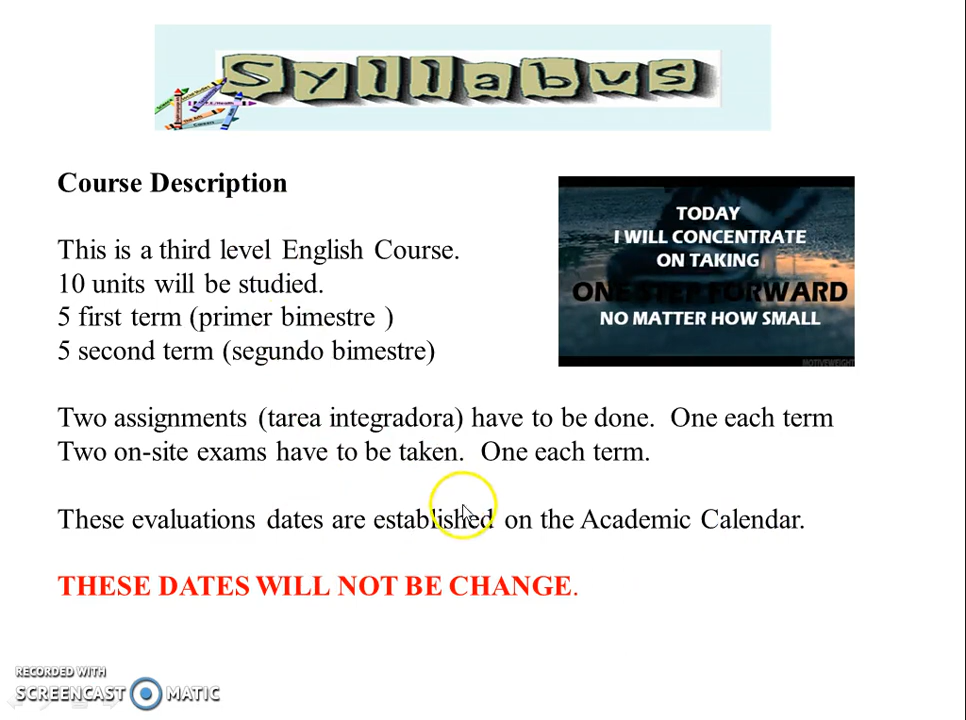 Syllabus
Course Description
This is a third level English Course.
10 units will be studied.
5 first term (primer bimestre )
5 second term (segundo bimestre)
TODAY
I WILL CONCENTRATE
ON TAKING
ONE STEP FORWARD
NO MATTER HOW SMALL
Two assignments (tarea integradora) have to be done. One each term
Two on-site exams have to be taken. One each term.
These evaluations dates are established on the Academic Calendar.
THESE DATES WILL NOT BE CHANGE.
RECORDED WITH
SCREENCAST MATIC